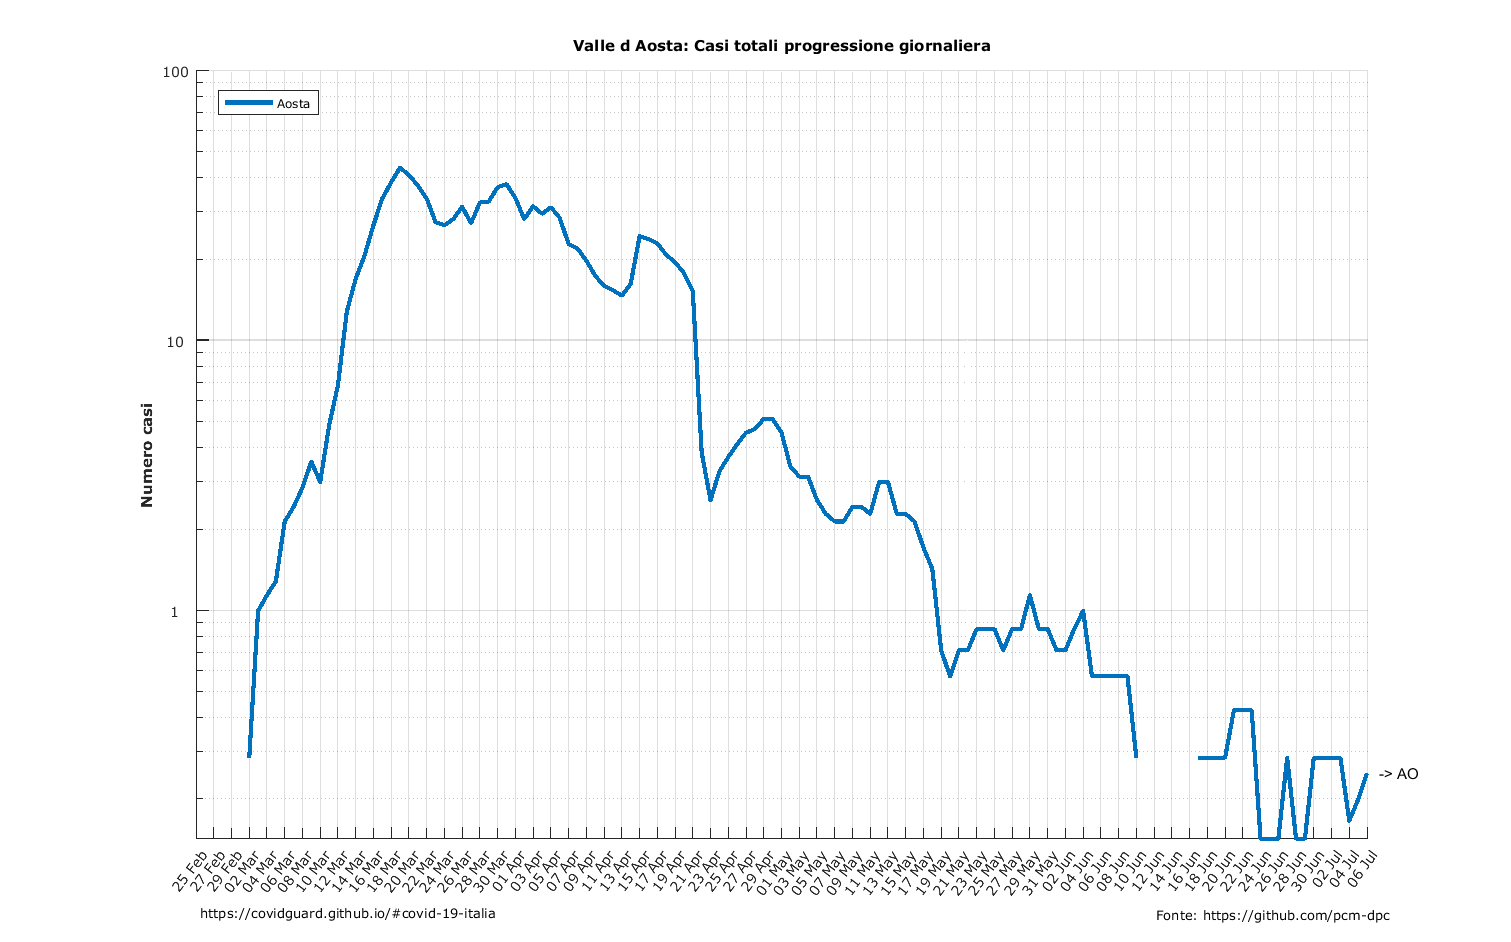 Valle d Aosta: Casi totali progressione giornaliera
100
10
1
Numero casi
Aosta
-> AO
25 Feb
27 Feb
29 Feb
02 Mar
04 Mar
06 Mar
08 Mar
10 Mar
12 Mar
14 Mar
16 Mar
18 Mar
20 Mar
22 Mar
24 Mar
26 Mar
28 Mar
30 Mar
01 Apr
03 Apr
05 Apr
07 Apr
09 Apr
11 Apr
13 Apr
15 Apr
17 Apr
19 Apr
21 Apr
23 Apr
25 Apr
27 Apr
29 Apr
01 May
03 May
05 May
07 May
09 May
11 May
13 May
15 May
17 May
19 May
21 May
23 May
25 May
27 May
29 May
31 May
02 Jun
04 Jun
06 Jun
08 Jun
10 Jun
12 Jun
14 Jun
16 Jun
18 Jun
20 Jun
22 Jun
24 Jun
26 Jun
28 Jun
30 Jun
02 Jul
04 Jul
06 Jul
https://covidguard.github.io/#covid-19-italia
Fonte: https://github.com/pcm-dpc